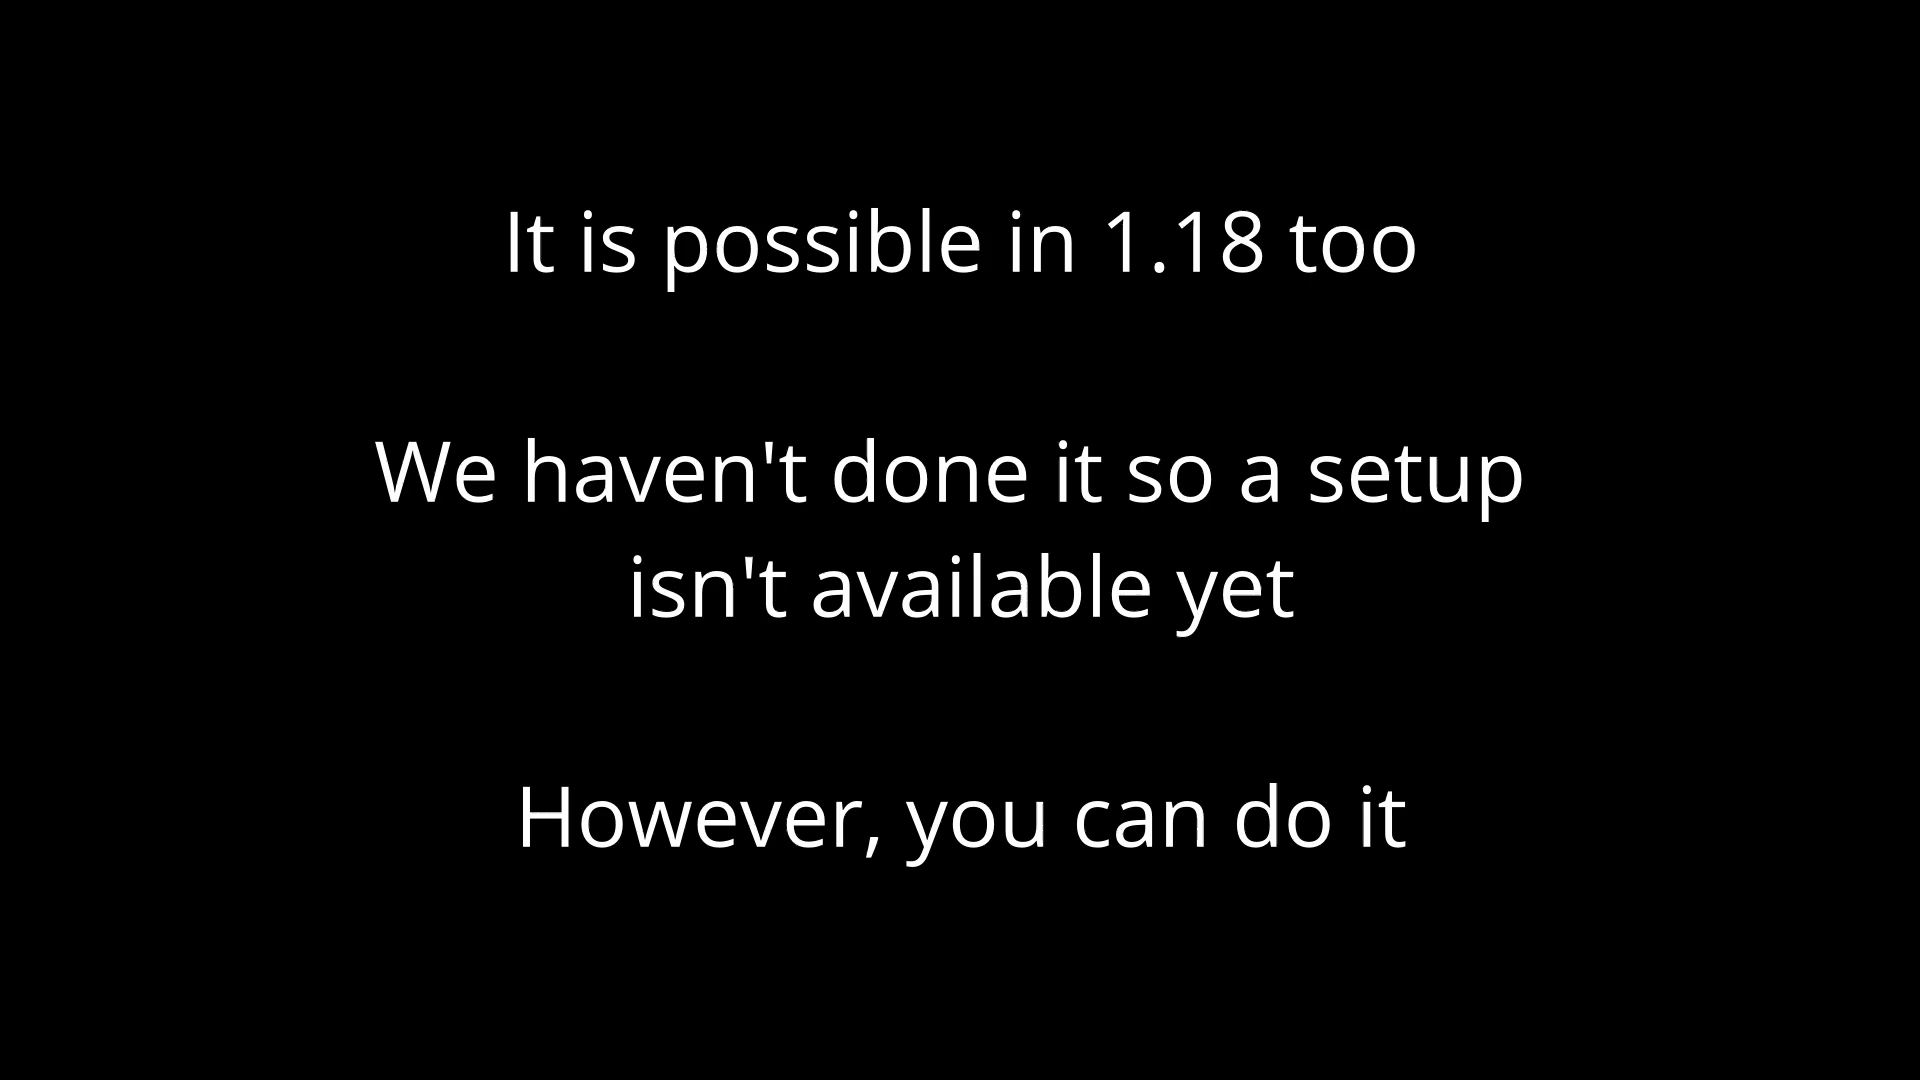 It is possible in 1.18 too
We haven't done it so a setup
isn't available yet
However, you can do it